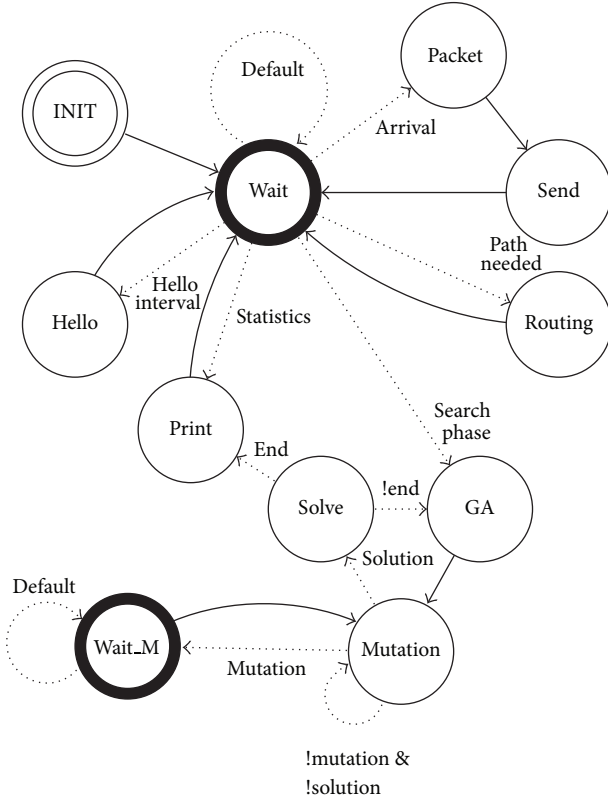 Packet
Default
INIT
Arrival
Wait
Send
Path
needed
Hello
interval
Statistics
Hello
Routing
Search
phase
Print
End
!end
Solve
GA
Solution
Default
Wait_M
Mutation
Mutation
!mutation &
!solution